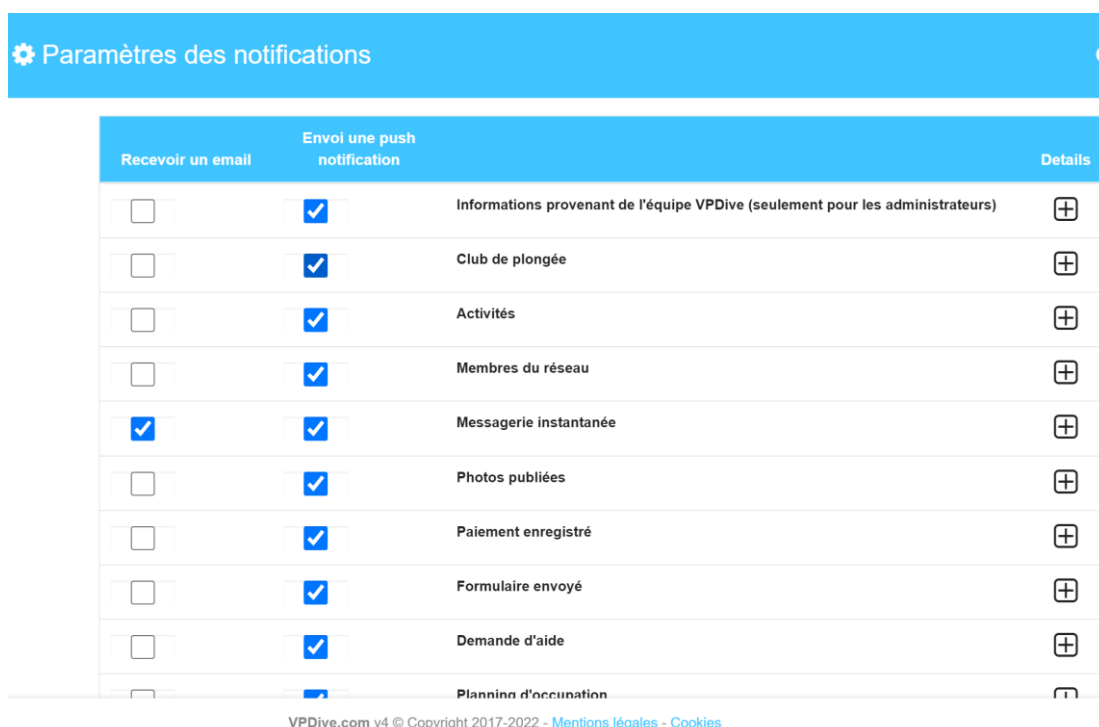 Paramètres des notifications
Envoi une push
Recevoir un email notification Details
Informations provenant de l'équipe VPDive (seulement pour les administrateurs)
Club de plongée
Activités
Membres du réseau
Messagerie instantanée
Photos publiées
Paiement enregistré
Formulaire envoyé
Demande d'aide
Planning d'occupation
VPDive.com v4 © Copyright 2017-2022 - Mentions légales - Cookies